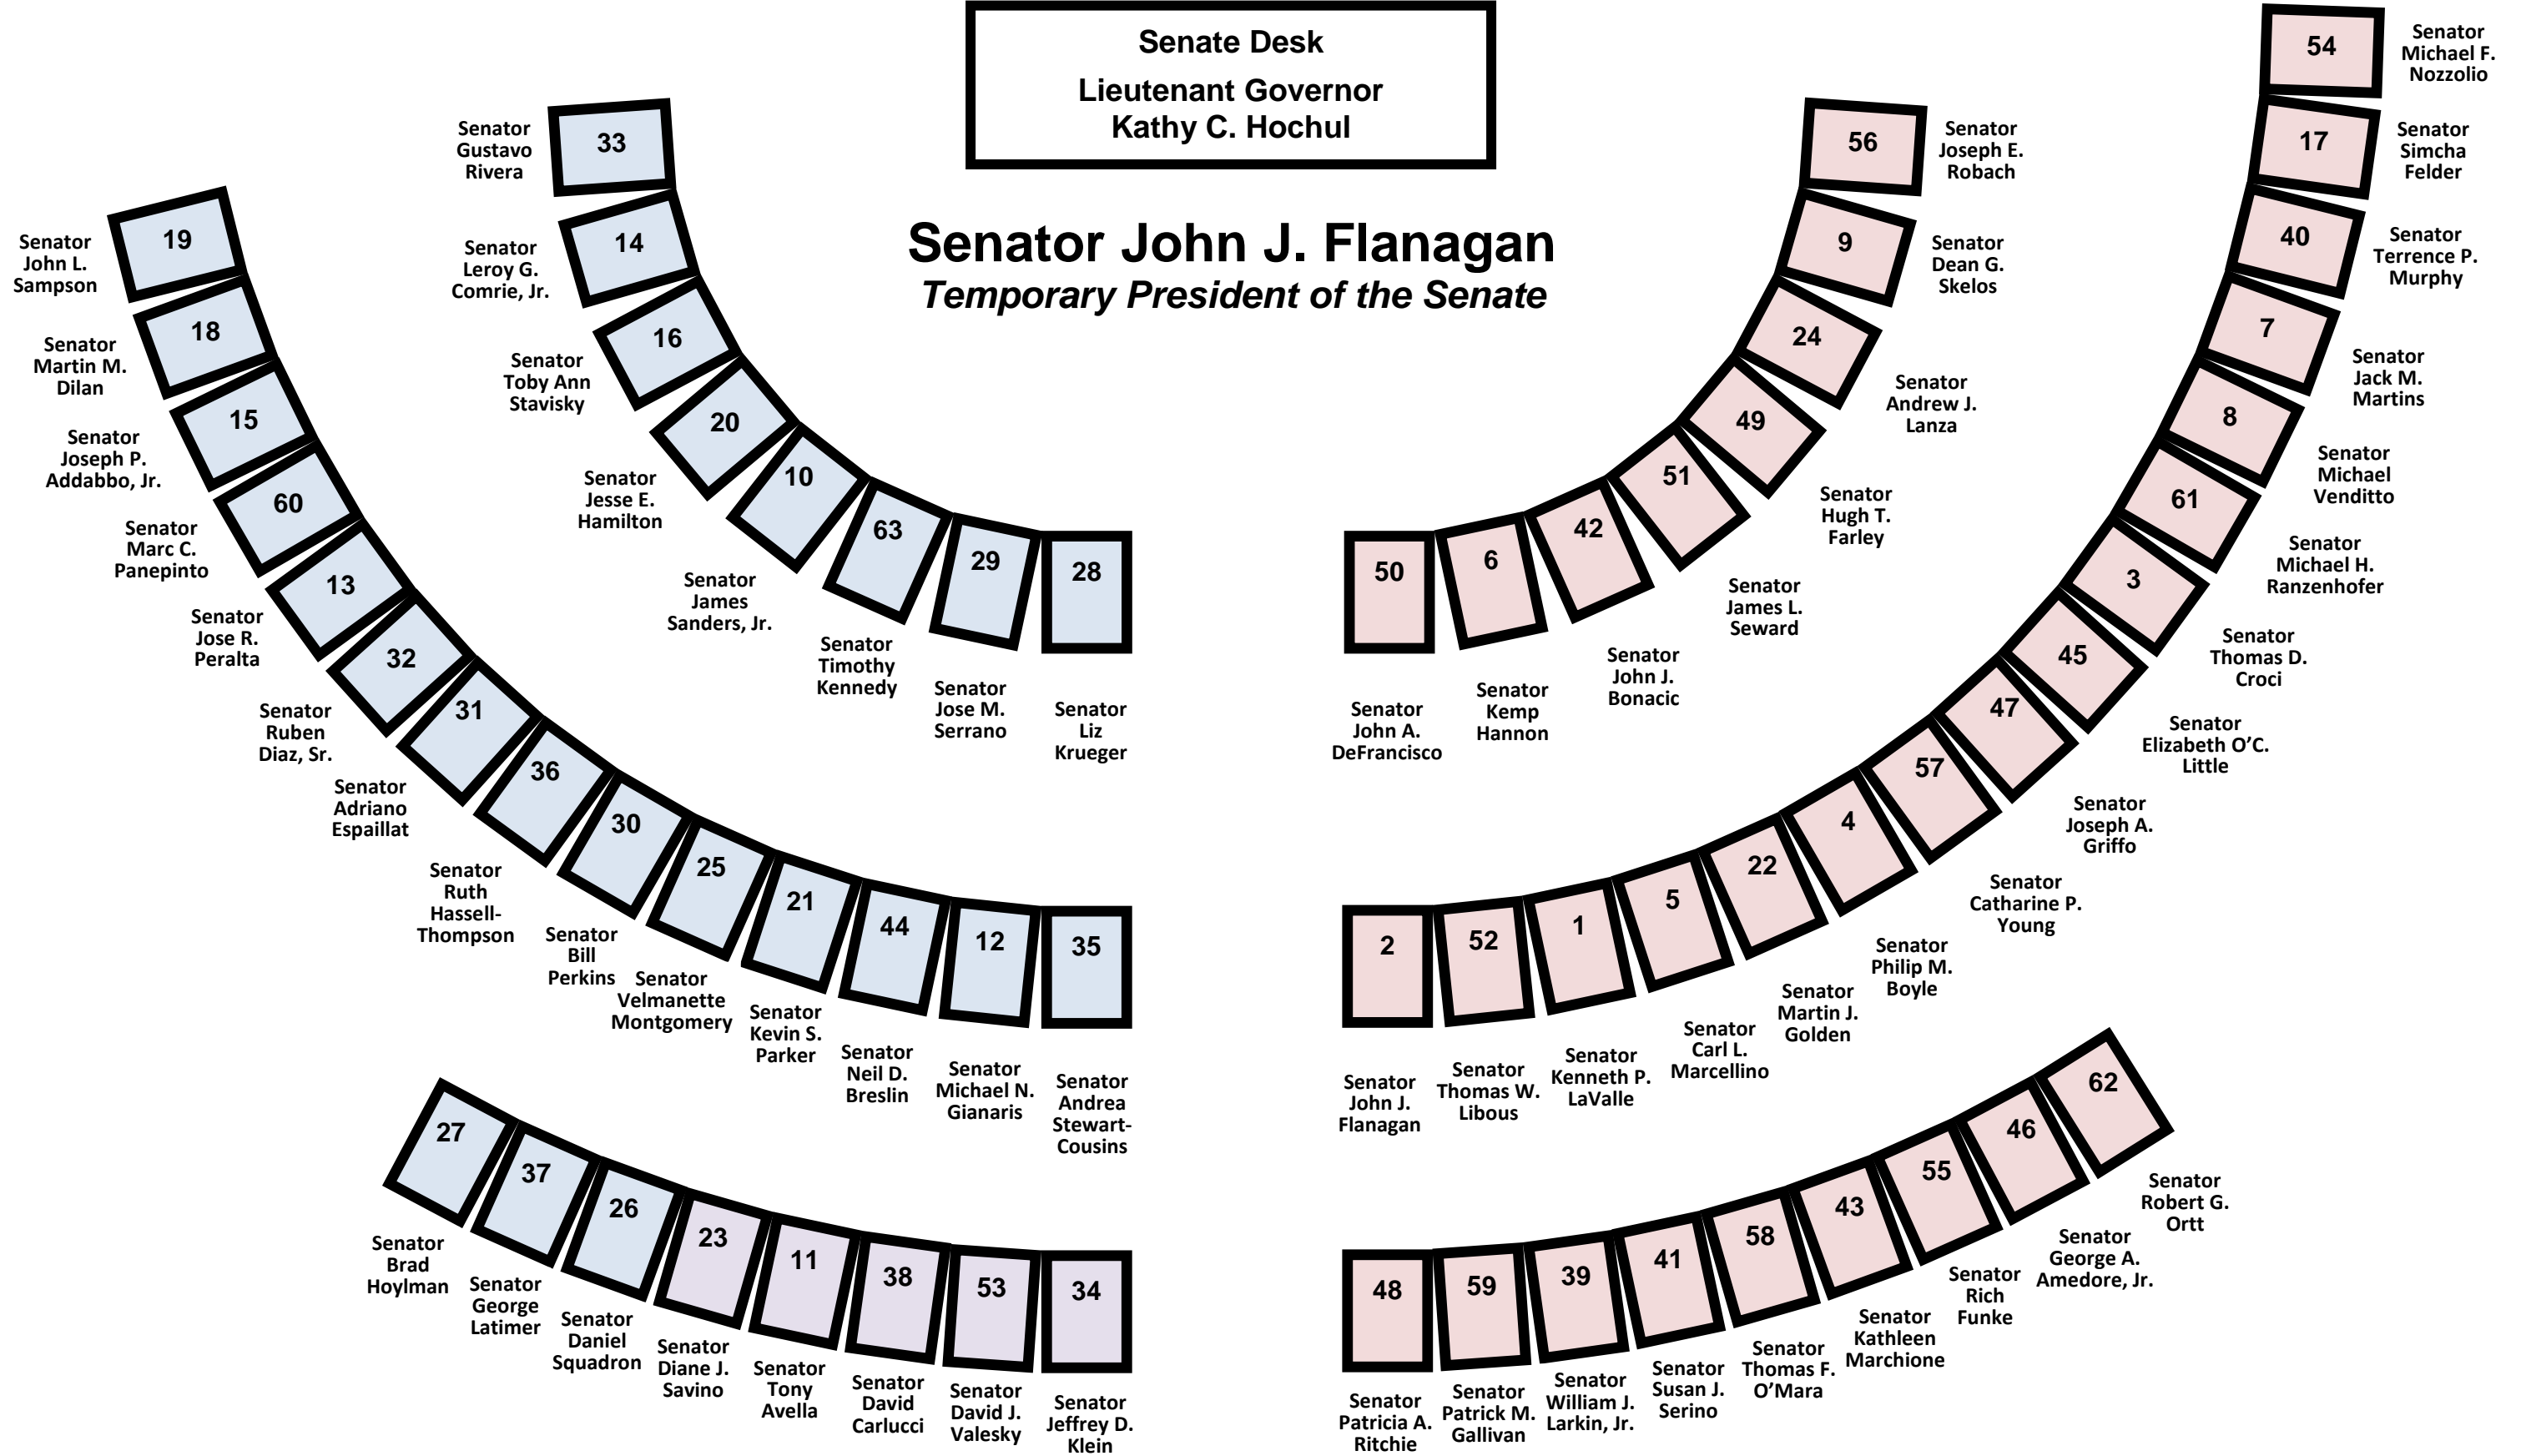 Senate Desk
Lieutenant Governor
Kathy C. Hochul
Senator John J. Flanagan
Temporary President of the Senate
33
Senator
Gustavo
Rivera
14
Senator
Leroy G.
Comrie, Jr.
16
Senator
Toby Ann
Stavisky
20
Senator
Jesse E.
Hamilton
10
Senator
James
Sanders, Jr.
63
Senator
Timothy
Kennedy
29
Senator
Jose M.
Serrano
28
Senator
Liz
Krueger
50
Senator
John A.
DeFrancisco
6
Senator
Kemp
Hannon
42
Senator
John J.
Bonacic
51
Senator
James L.
Seward
49
Senator
Hugh T.
Farley
24
Senator
Andrew J.
Lanza
9
Senator
Dean G.
Skelos
56
Senator
Joseph E.
Robach
19
Senator
John L.
Sampson
18
Senator
Martin M.
Dilan
15
Senator
Joseph P.
Addabbo, Jr.
60
Senator
Marc C.
Panepinto
13
Senator
Jose R.
Peralta
32
Senator
Ruben
Diaz, Sr.
31
Senator
Adriano
Espaillat
36
Senator
Ruth
Hassell-
Thompson
30
Senator
Bill
Perkins
25
Senator
Velmanette
Montgomery
21
Senator
Kevin S.
Parker
44
Senator
Neil D.
Breslin
12
Senator
Michael N.
Gianaris
35
Senator
Andrea
Stewart-
Cousins
2
Senator
John J.
Flanagan
52
Senator
Thomas W.
Libous
1
Senator
Kenneth P.
LaValle
5
Senator
Carl L.
Marcellino
22
Senator
Martin J.
Golden
4
Senator
Philip M.
Boyle
57
Senator
Catharine P.
Young
47
Senator
Joseph A.
Griffo
45
Senator
Elizabeth O’C.
Little
3
Senator
Thomas D.
Croci
61
Senator
Michael H.
Ranzenhofer
8
Senator
Michael
Venditto
7
Senator
Jack M.
Martins
40
Senator
Terrence P.
Murphy
17
Senator
Simcha
Felder
54
Senator
Michael F.
Nozzolio
27
Senator
Brad
Hoylman
37
Senator
George
Latimer
26
Senator
Daniel
Squadron
23
Senator
Diane J.
Savino
11
Senator
Tony
Avella
38
Senator
David
Carlucci
53
Senator
David J.
Valesky
34
Senator
Jeffrey D.
Klein
48
Senator
Patricia A.
Ritchie
59
Senator
Patrick M.
Gallivan
39
Senator
William J.
Larkin, Jr.
41
Senator
Susan J.
Serino
58
Senator
Thomas F.
O’Mara
43
Senator
Kathleen
Marchione
55
Senator
Rich
Funke
46
Senator
George A.
Amedore, Jr.
62
Senator
Robert G.
Ortt